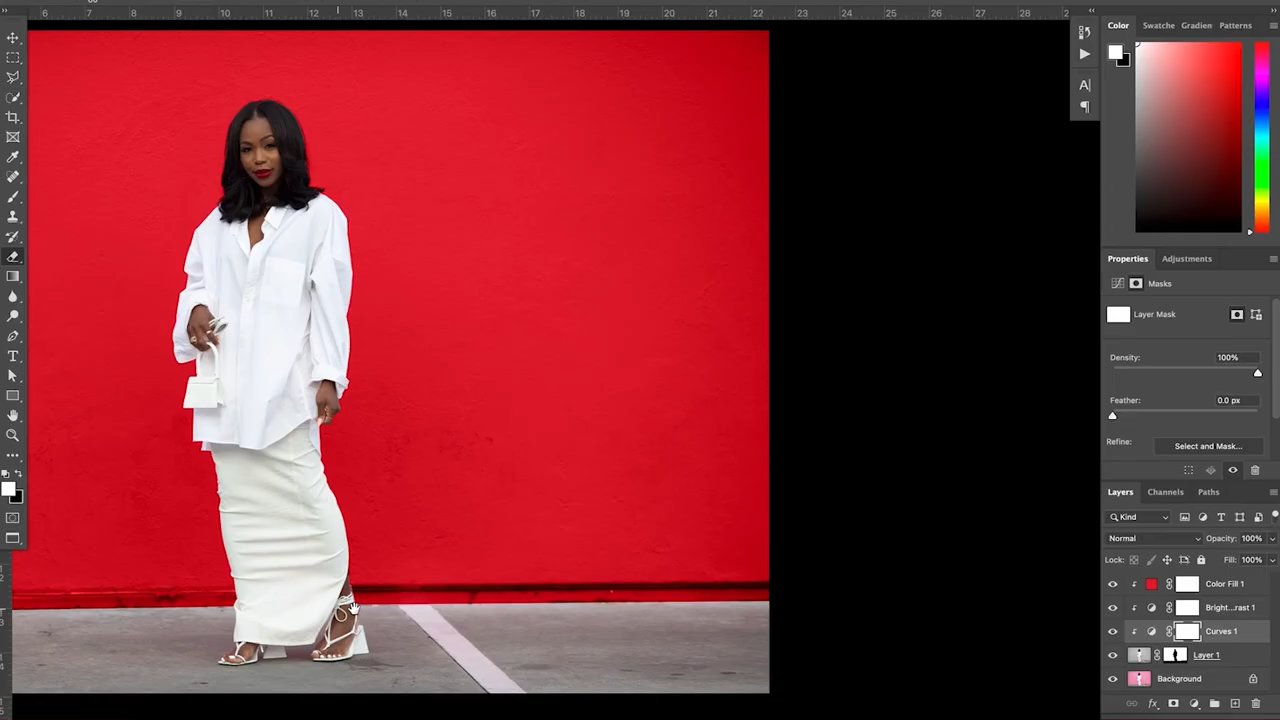 6 7 8 9 10 11 12 13 14 15 16 17 18 19 20 21 22 23 24 25 26 27 28
Color Swatche Gradien Patterns
Properties Adjustments
Masks
Layer Mask
Density: 100%
Feather: 0.0 px
Refine: Select and Mask...
Layers Channels Paths
Kind
Normal Opacity: 100%
Lock: Fill: 100%
Color Fill 1
Bright...rast 1
Curves 1
Layer 1
Background
fx